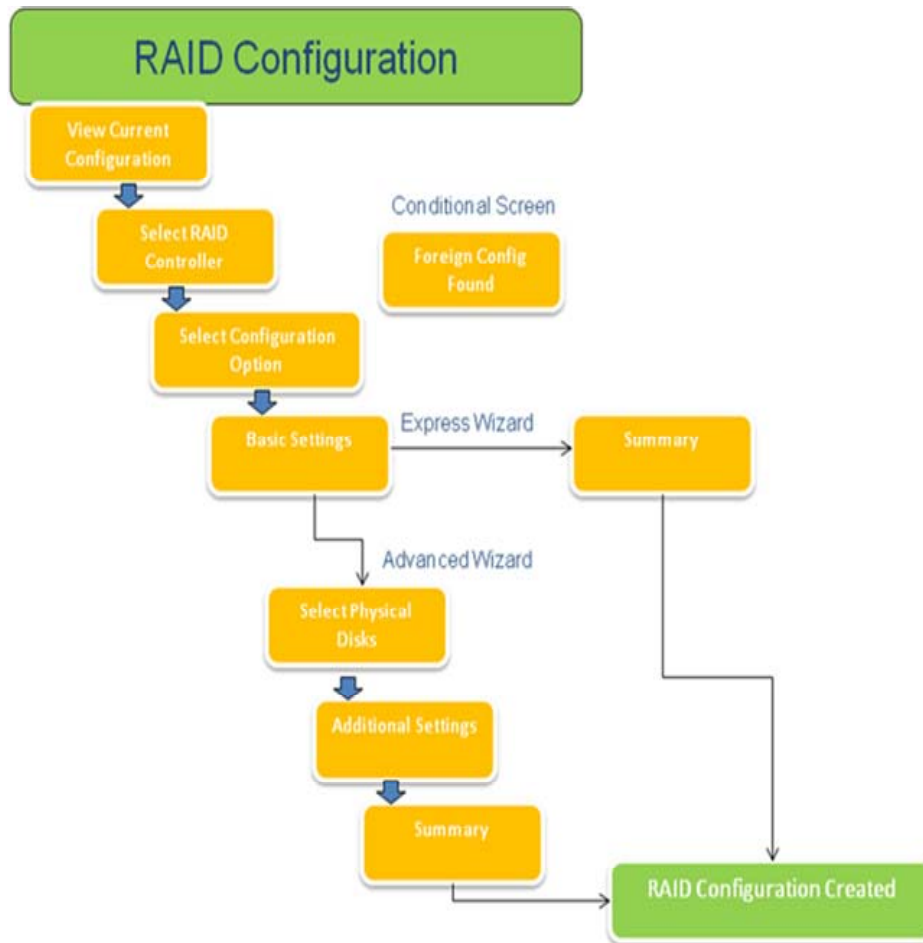 RAID Configuration
View Current
Configuration
Select RAID
Controller
Conditional Screen
Foreign Config
Found
Select Configuration
Option
Basic Settings
Express Wizard
Summary
Advanced Wizard
Select Physical
Disks
Additional Settings
Summary
RAID Configuration Created